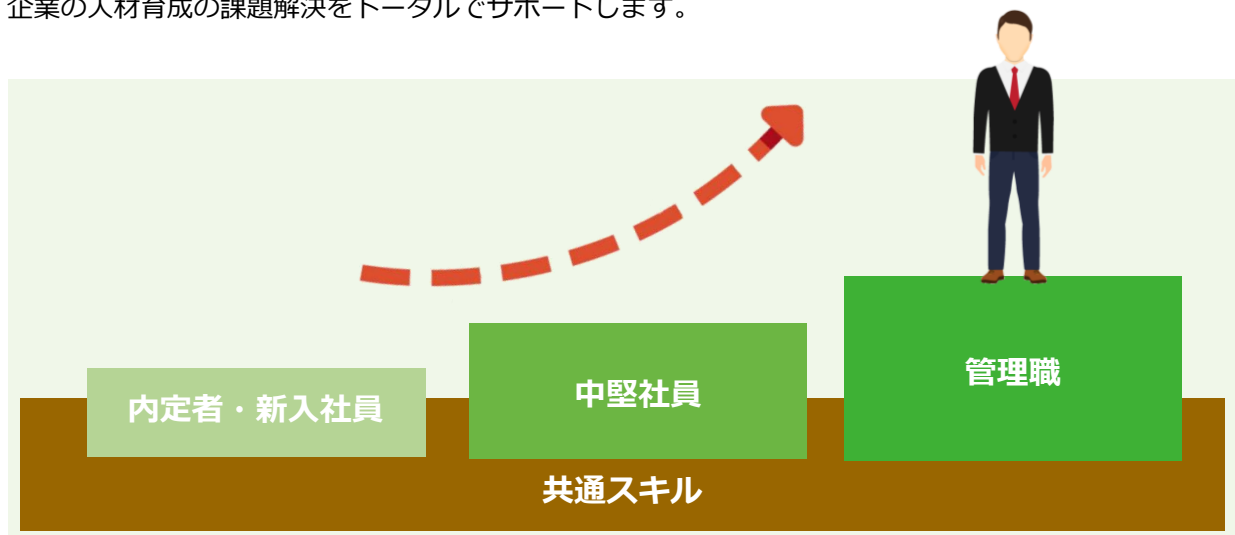 企業の人材育成の課題解決をトータルでサポートします。
内定者・新入社員
中堅社員
管理職
共通スキル